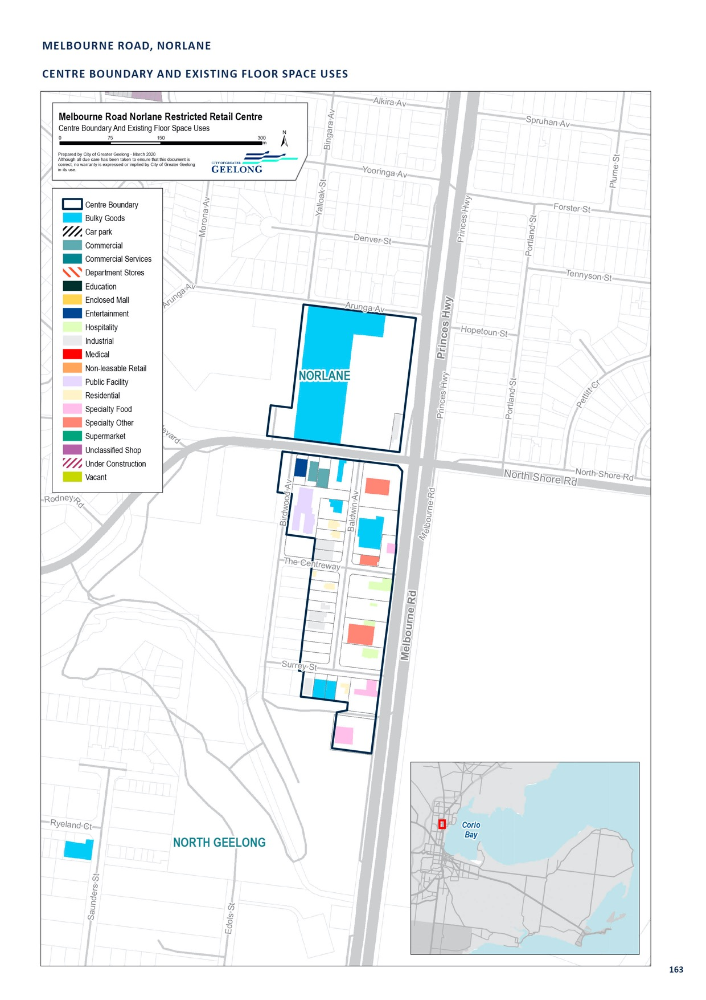 MELBOURNE ROAD, NORLANE
CENTRE BOUNDARY AND EXISTING FLOOR SPACE USES
Melbourne Road Norlane Restricted Retail Centre
Centre Boundary And Existing Floor Space Uses
0 75 150 300
m
N
Prepared by City of Greater Geelong - March 2020
Although all due care has been taken to ensure that this document is
correct, no warranty is expressed or implied by City of Greater Geelong
in its use.
CITY OF GREATER
GEELONG
Centre Boundary
Bulky Goods
Car park
Commercial
Commercial Services
Department Stores
Education
Enclosed Mall
Entertainment
Hospitality
Industrial
Medical
Non-leasable Retail
Public Facility
Residential
Specialty Food
Specialty Other
Supermarket
Unclassified Shop
Under Construction
Vacant
Alkira Av
Spruhan Av
Bingara Av
Plume St
Yooringa Av
Yalloak St
Morona Av
Princes Hwy
Forster St
Portland St
Denver St
Tennyson St
Arunga Av
Arunga Av
Princes Hwy
Hopetoun St
NORLANE
Princes Hwy
Portland St
Pettitt Cr
evard
North Shore Rd
North Shore Rd
Rodney Rd
Birdwood Av
Baldwin Av
Melbourne Rd
The Centreway
Melbourne Rd
Surrey St
Ryeland Ct
NORTH GEELONG
Saunders St
Edols St
Corio
Bay
163